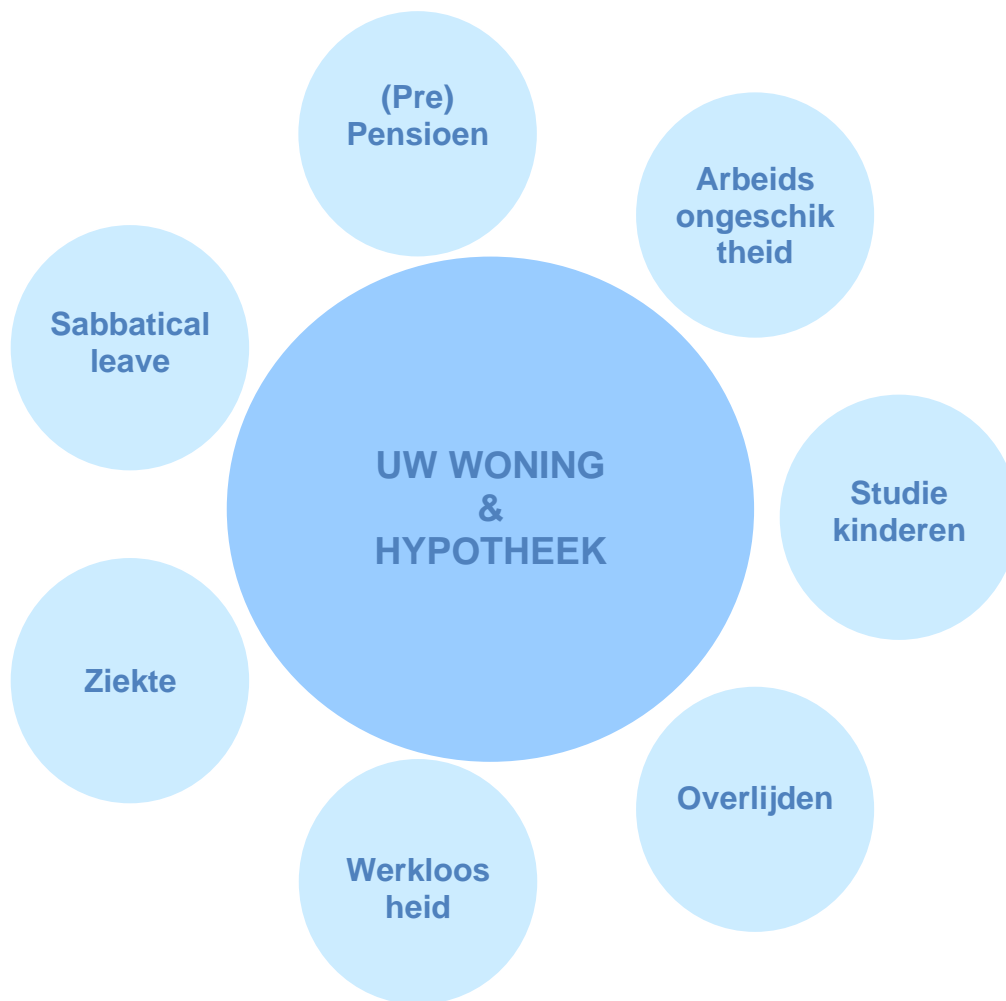 (Pre)
Pensioen
Arbeids
ongeschik
theid
Sabbatical
leave
UW WONING
&
HYPOTHEEK
Studie
kinderen
Ziekte
Overlijden
Werkloos
heid